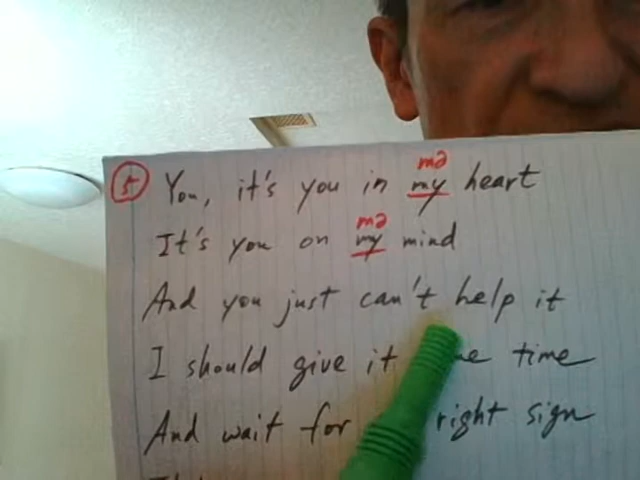 5 You, it's you in my heart
mə
It's you on my mind
mə
And you just can't help it
I should give it time
And wait for right sign